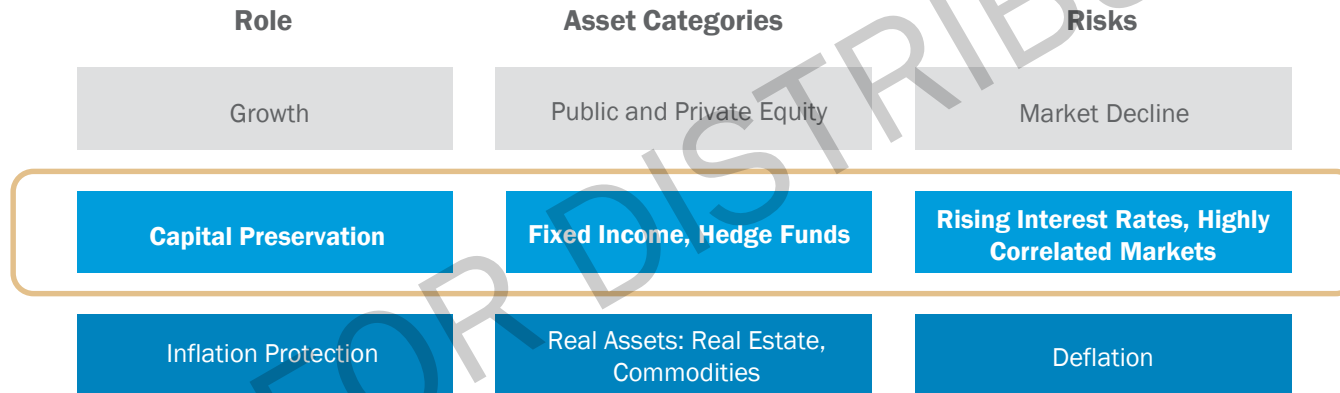 Role
Asset Categories
Risks
Growth
Public and Private Equity
Market Decline
Capital Preservation
Fixed Income, Hedge Funds
Rising Interest Rates, Highly
Correlated Markets
Inflation Protection
Real Assets: Real Estate,
Commodities
Deflation
FOR DISTRIB